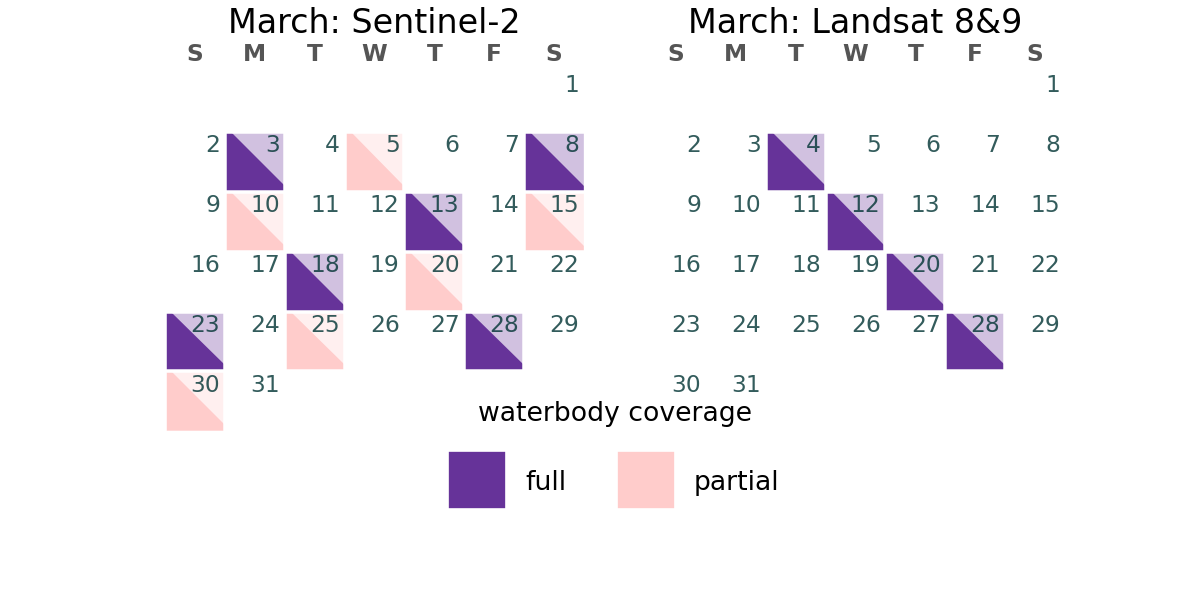 March: Sentinel-2
S M T W T F S
1
2 3 4 5 6 7 8
9 10 11 12 13 14 15
16 17 18 19 20 21 22
23 24 25 26 27 28 29
30 31
March: Landsat 8&9
S M T W T F S
1
2 3 4 5 6 7 8
9 10 11 12 13 14 15
16 17 18 19 20 21 22
23 24 25 26 27 28 29
30 31
waterbody coverage
full partial